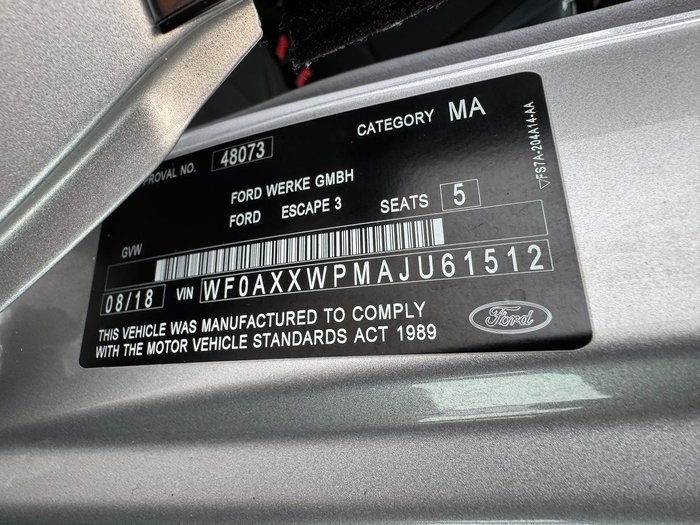 PROVAL NO. 48073
CATEGORY MA
FORD WERKE GMBH
FORD ESCAPE 3 SEATS 5
GVW
08/18 VIN WF0AXXWPMAJU61512
THIS VEHICLE WAS MANUFACTURED TO COMPLY
WITH THE MOTOR VEHICLE STANDARDS ACT 1989
Ford
▽FS7A-204A14-AA